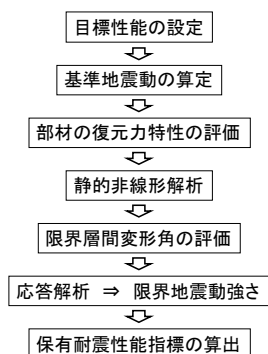 目標性能の設定
基準地震動の算定
部材の復元力特性の評価
静的非線形解析
限界層間変形角の評価
応答解析 ⇒ 限界地震動強さ
保有耐震性能指標の算出